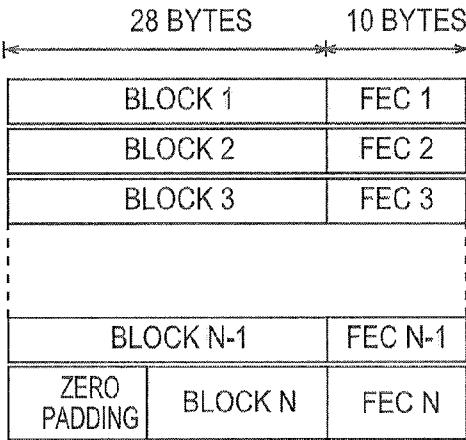 28 BYTES 10 BYTES
BLOCK 1 FEC 1
BLOCK 2 FEC 2
BLOCK 3 FEC 3
BLOCK N-1 FEC N-1
ZERO PADDING BLOCK N FEC N